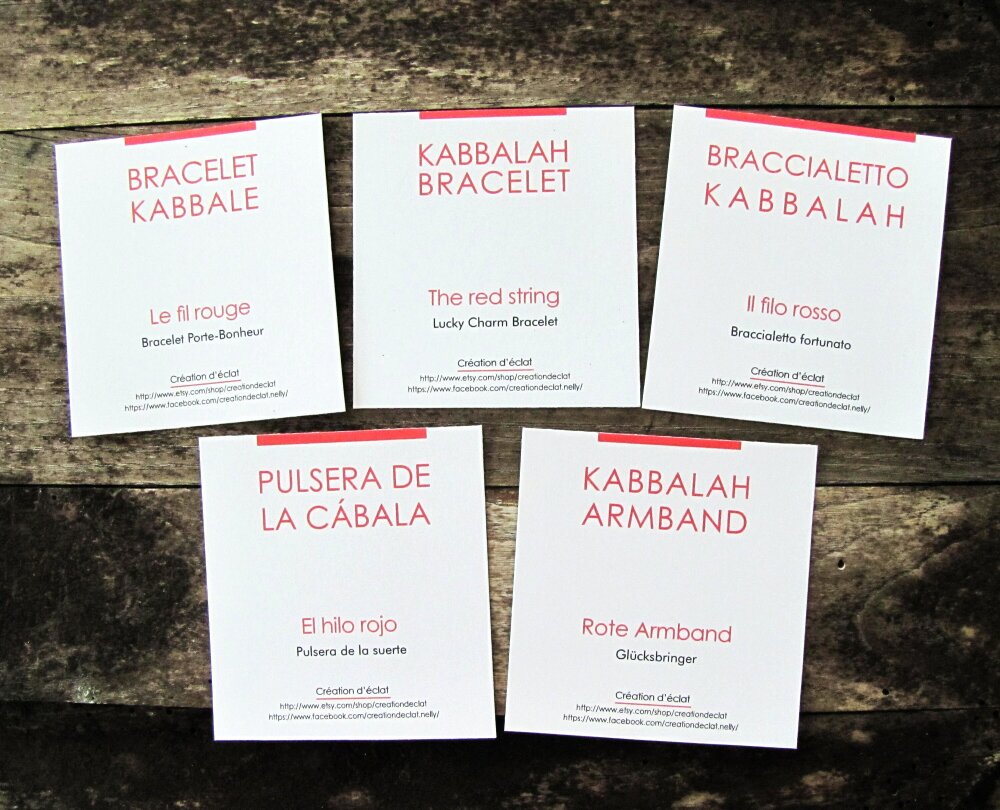 BRACELET
KABBALE
Le fil rouge
Bracelet Porte-Bonheur
Création d'éclat
http://www.etsy.com/shop/creationdeclat
https://www.facebook.com/creationdeclat.nelly/
KABBALAH
BRACELET
The red string
Lucky Charm Bracelet
Création d'éclat
http://www.etsy.com/shop/creationdeclat
https://www.facebook.com/creationdeclat.nelly/
BRACCIALETTO
KABBALAH
Il filo rosso
Braccialetto fortunato
Création d'éclat
http://www.etsy.com/shop/creationdeclat
https://www.facebook.com/creationdeclat.nelly/
PULSERA DE
LA CÁBALA
El hilo rojo
Pulsera de la suerte
Création d'éclat
http://www.etsy.com/shop/creationdeclat
https://www.facebook.com/creationdeclat.nelly/
KABBALAH
ARMBAND
Rote Armband
Glücksbringer
Création d'éclat
http://www.etsy.com/shop/creationdeclat
https://www.facebook.com/creationdeclat.nelly/